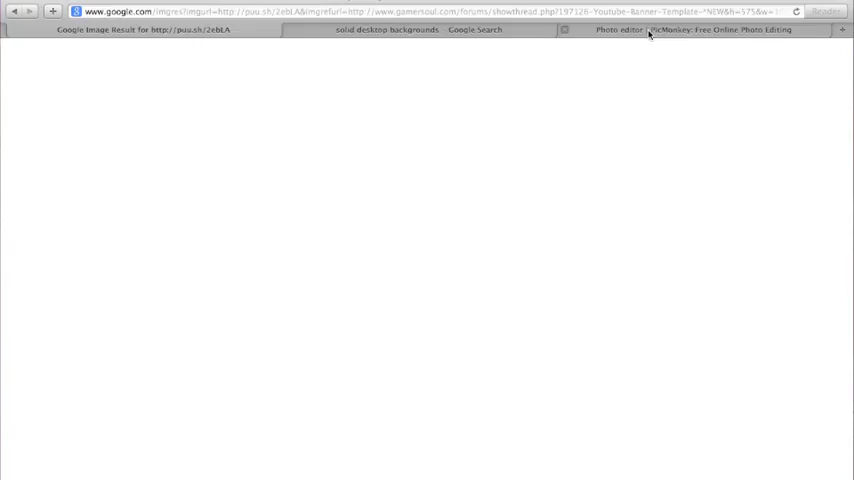 www.google.com/imgres?imgurl=http://puu.sh/2ebLA&imgrefurl=http://www.gamersoul.com/forums/showthread.php?197126-Youtube-Banner-Template-*NEW&h=575&w=1 Reader
Google Image Result for http://puu.sh/2ebLA solid desktop backgrounds - Google Search Photo editor | PicMonkey: Free Online Photo Editing